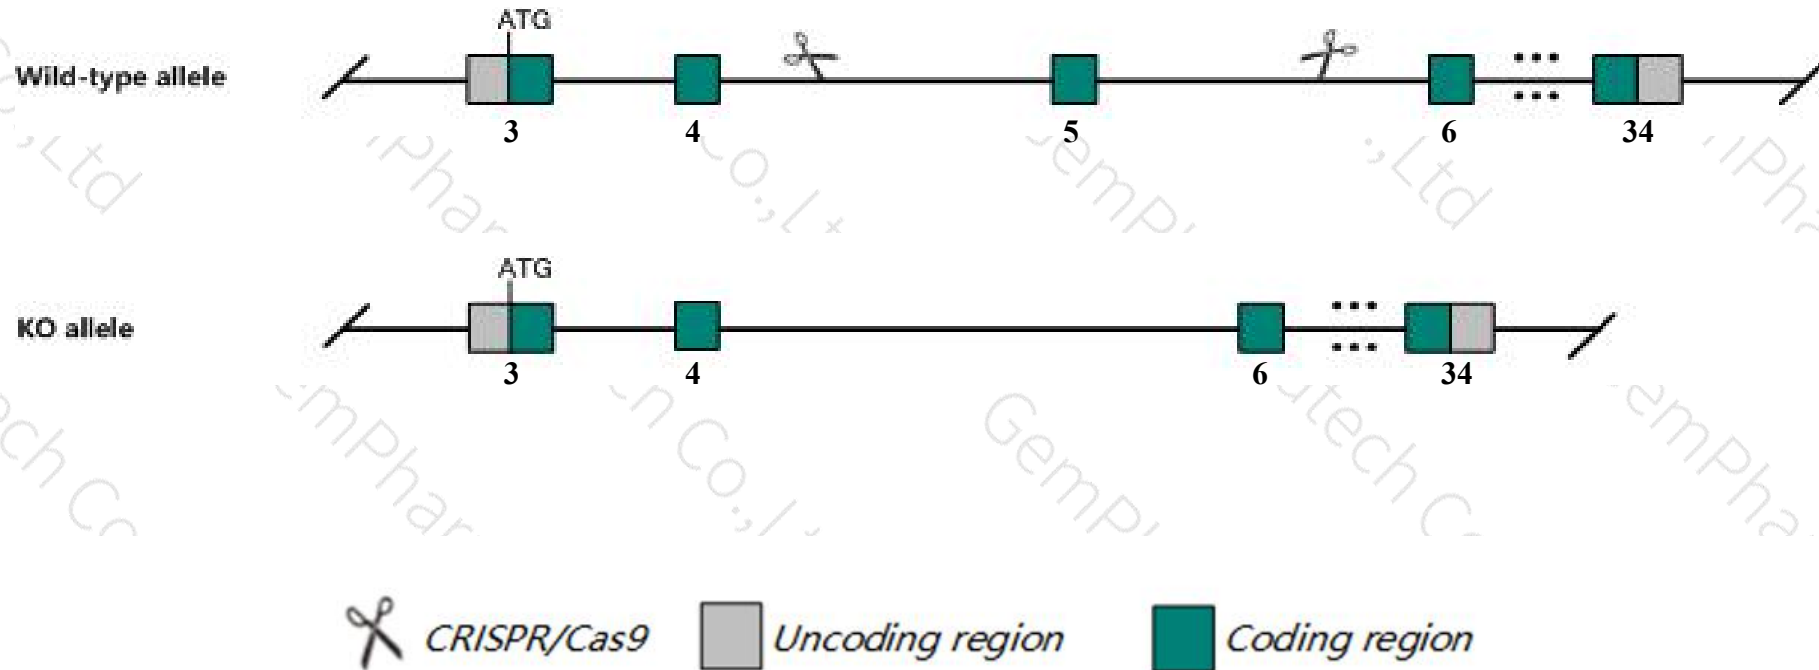 ATG
Wild-type allele
3 4 5 6 34
ATG
KO allele
3 4 6 34
CRISPR/Cas9 Uncoding region Coding region